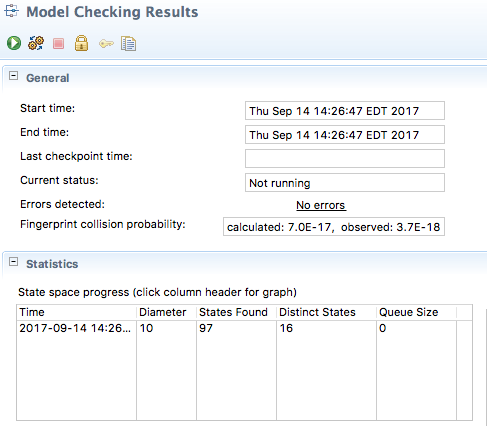 Model Checking Results
General
Start time: Thu Sep 14 14:26:47 EDT 2017
End time: Thu Sep 14 14:26:47 EDT 2017
Last checkpoint time:
Current status: Not running
Errors detected: No errors
Fingerprint collision probability: calculated: 7.0E-17, observed: 3.7E-18
Statistics
State space progress (click column header for graph)
Time Diameter States Found Distinct States Queue Size
2017-09-14 14:26... 10 97 16 0